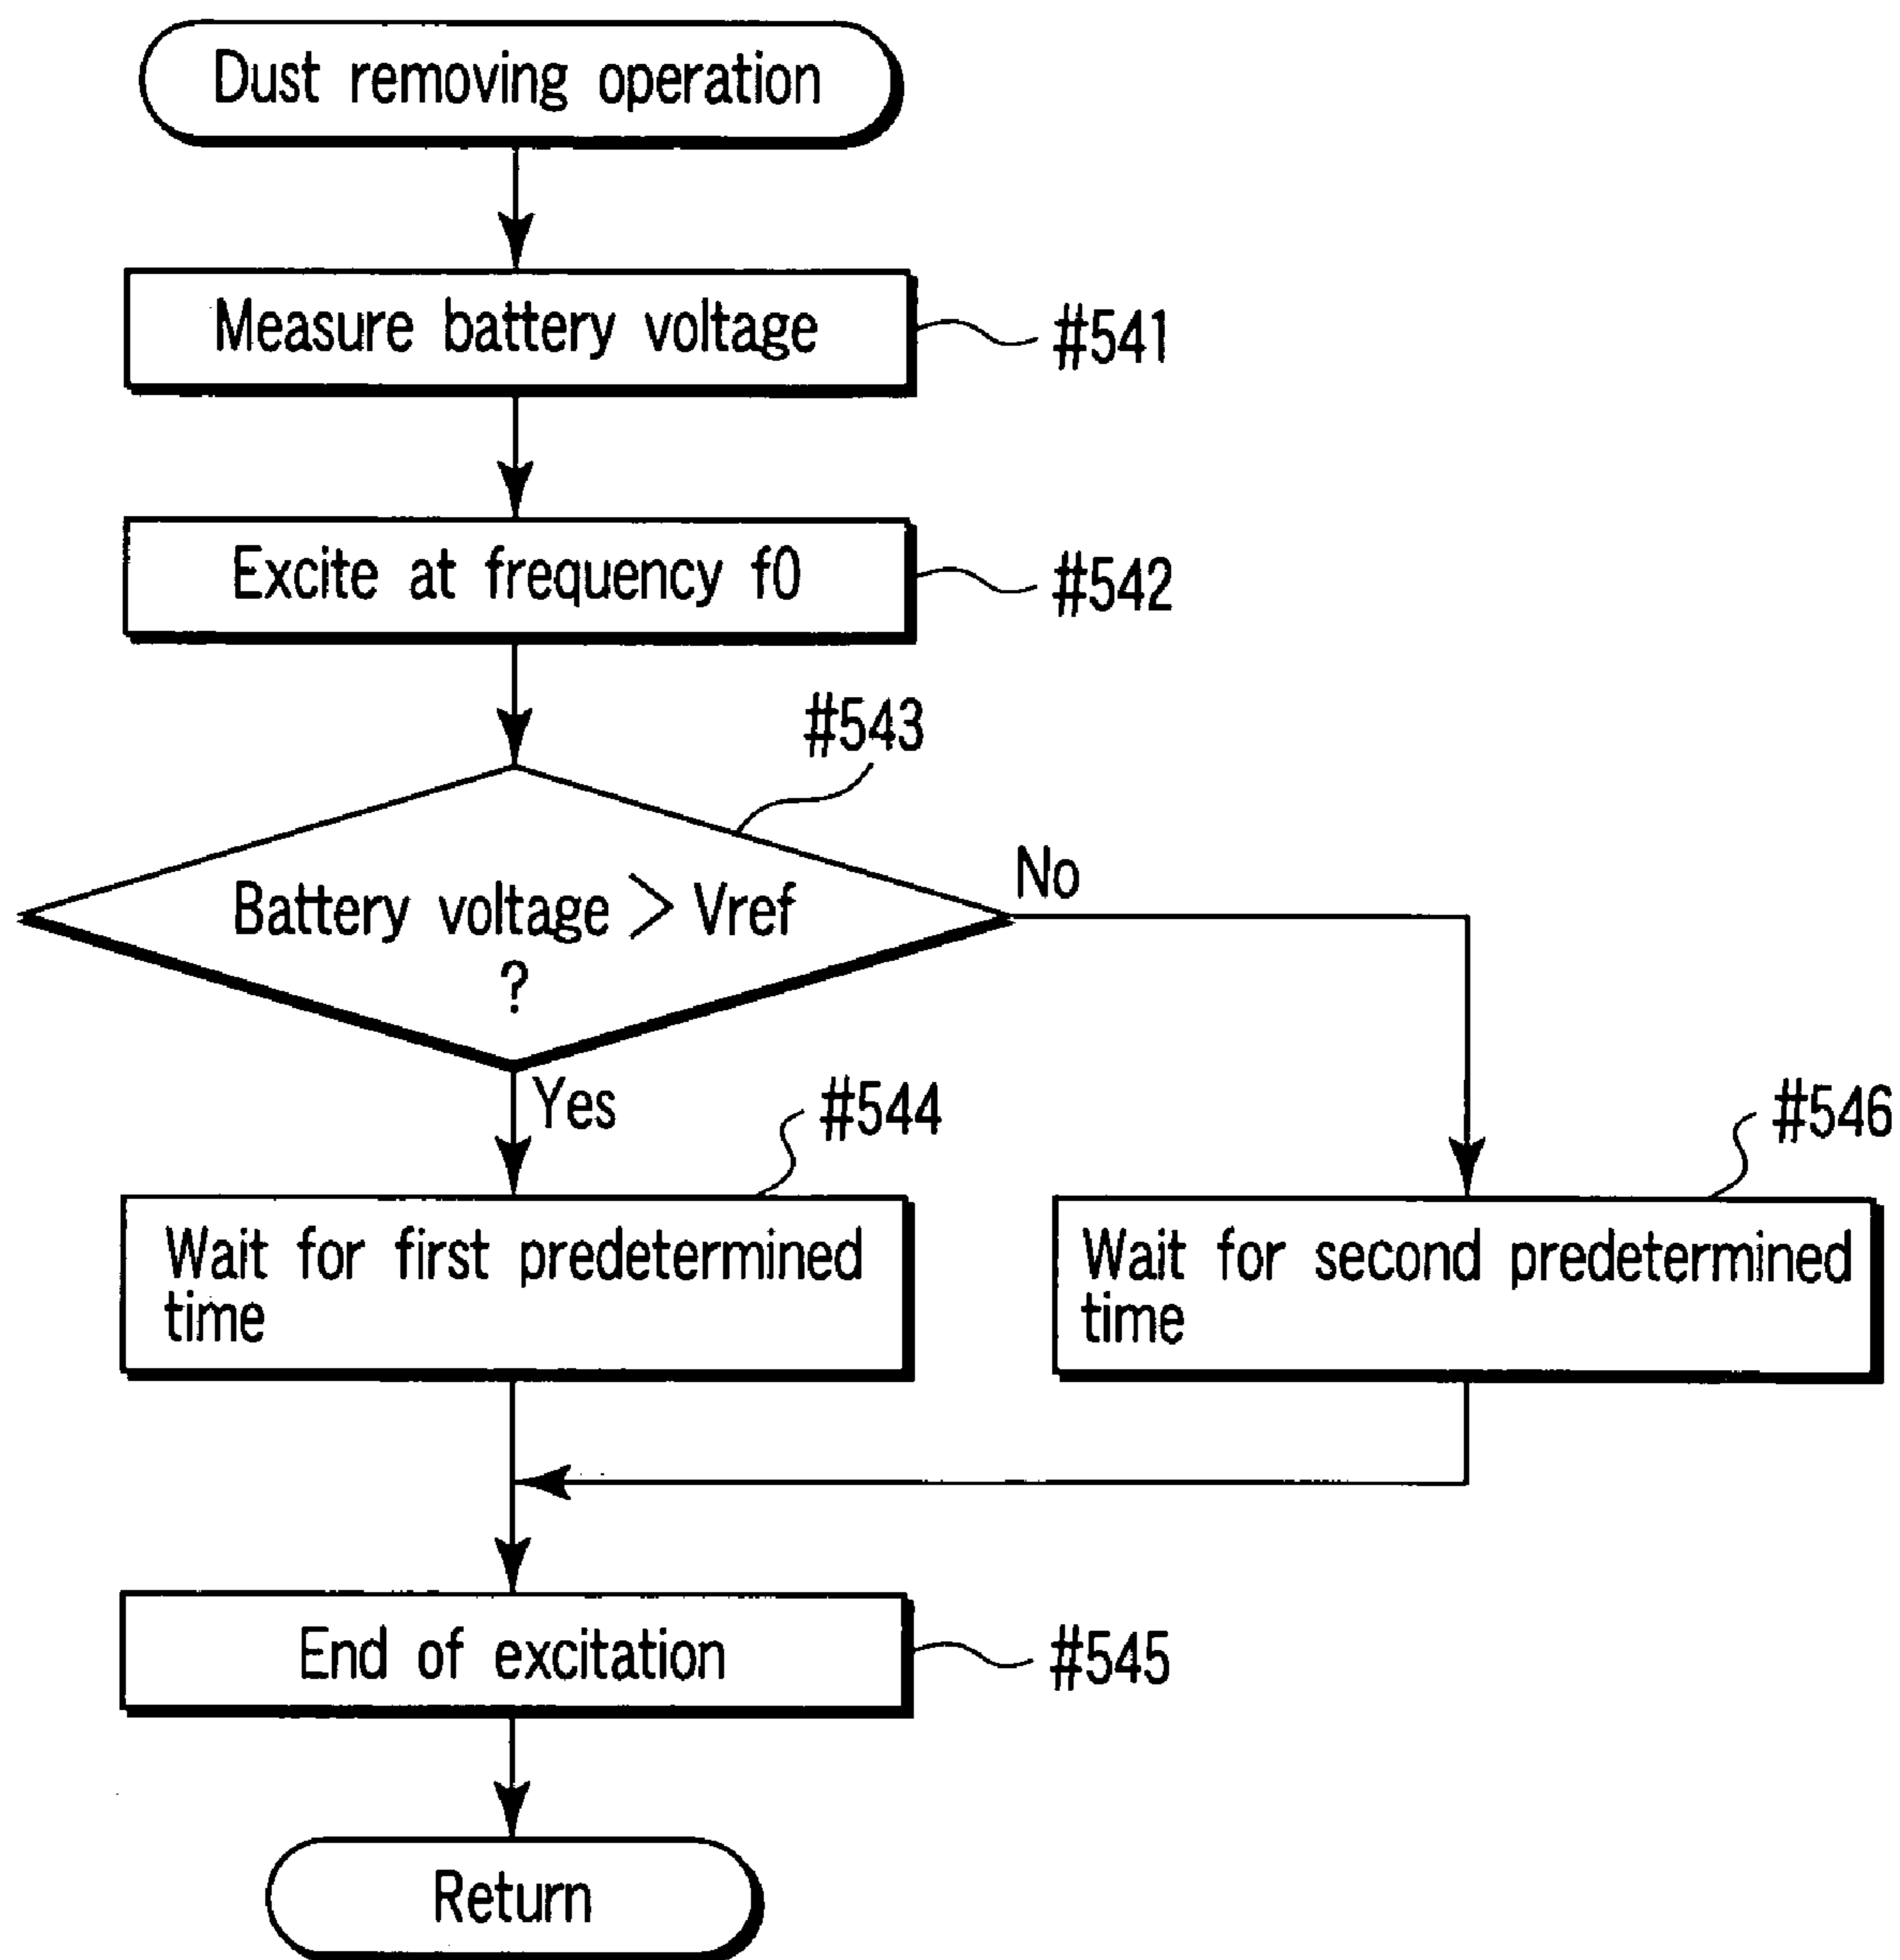 Dust removing operation
Measure battery voltage
#541
Excite at frequency f0
#542
#543
Battery voltage > Vref
?
No
Yes
#544
#546
Wait for first predetermined
time
Wait for second predetermined
time
End of excitation
#545
Return